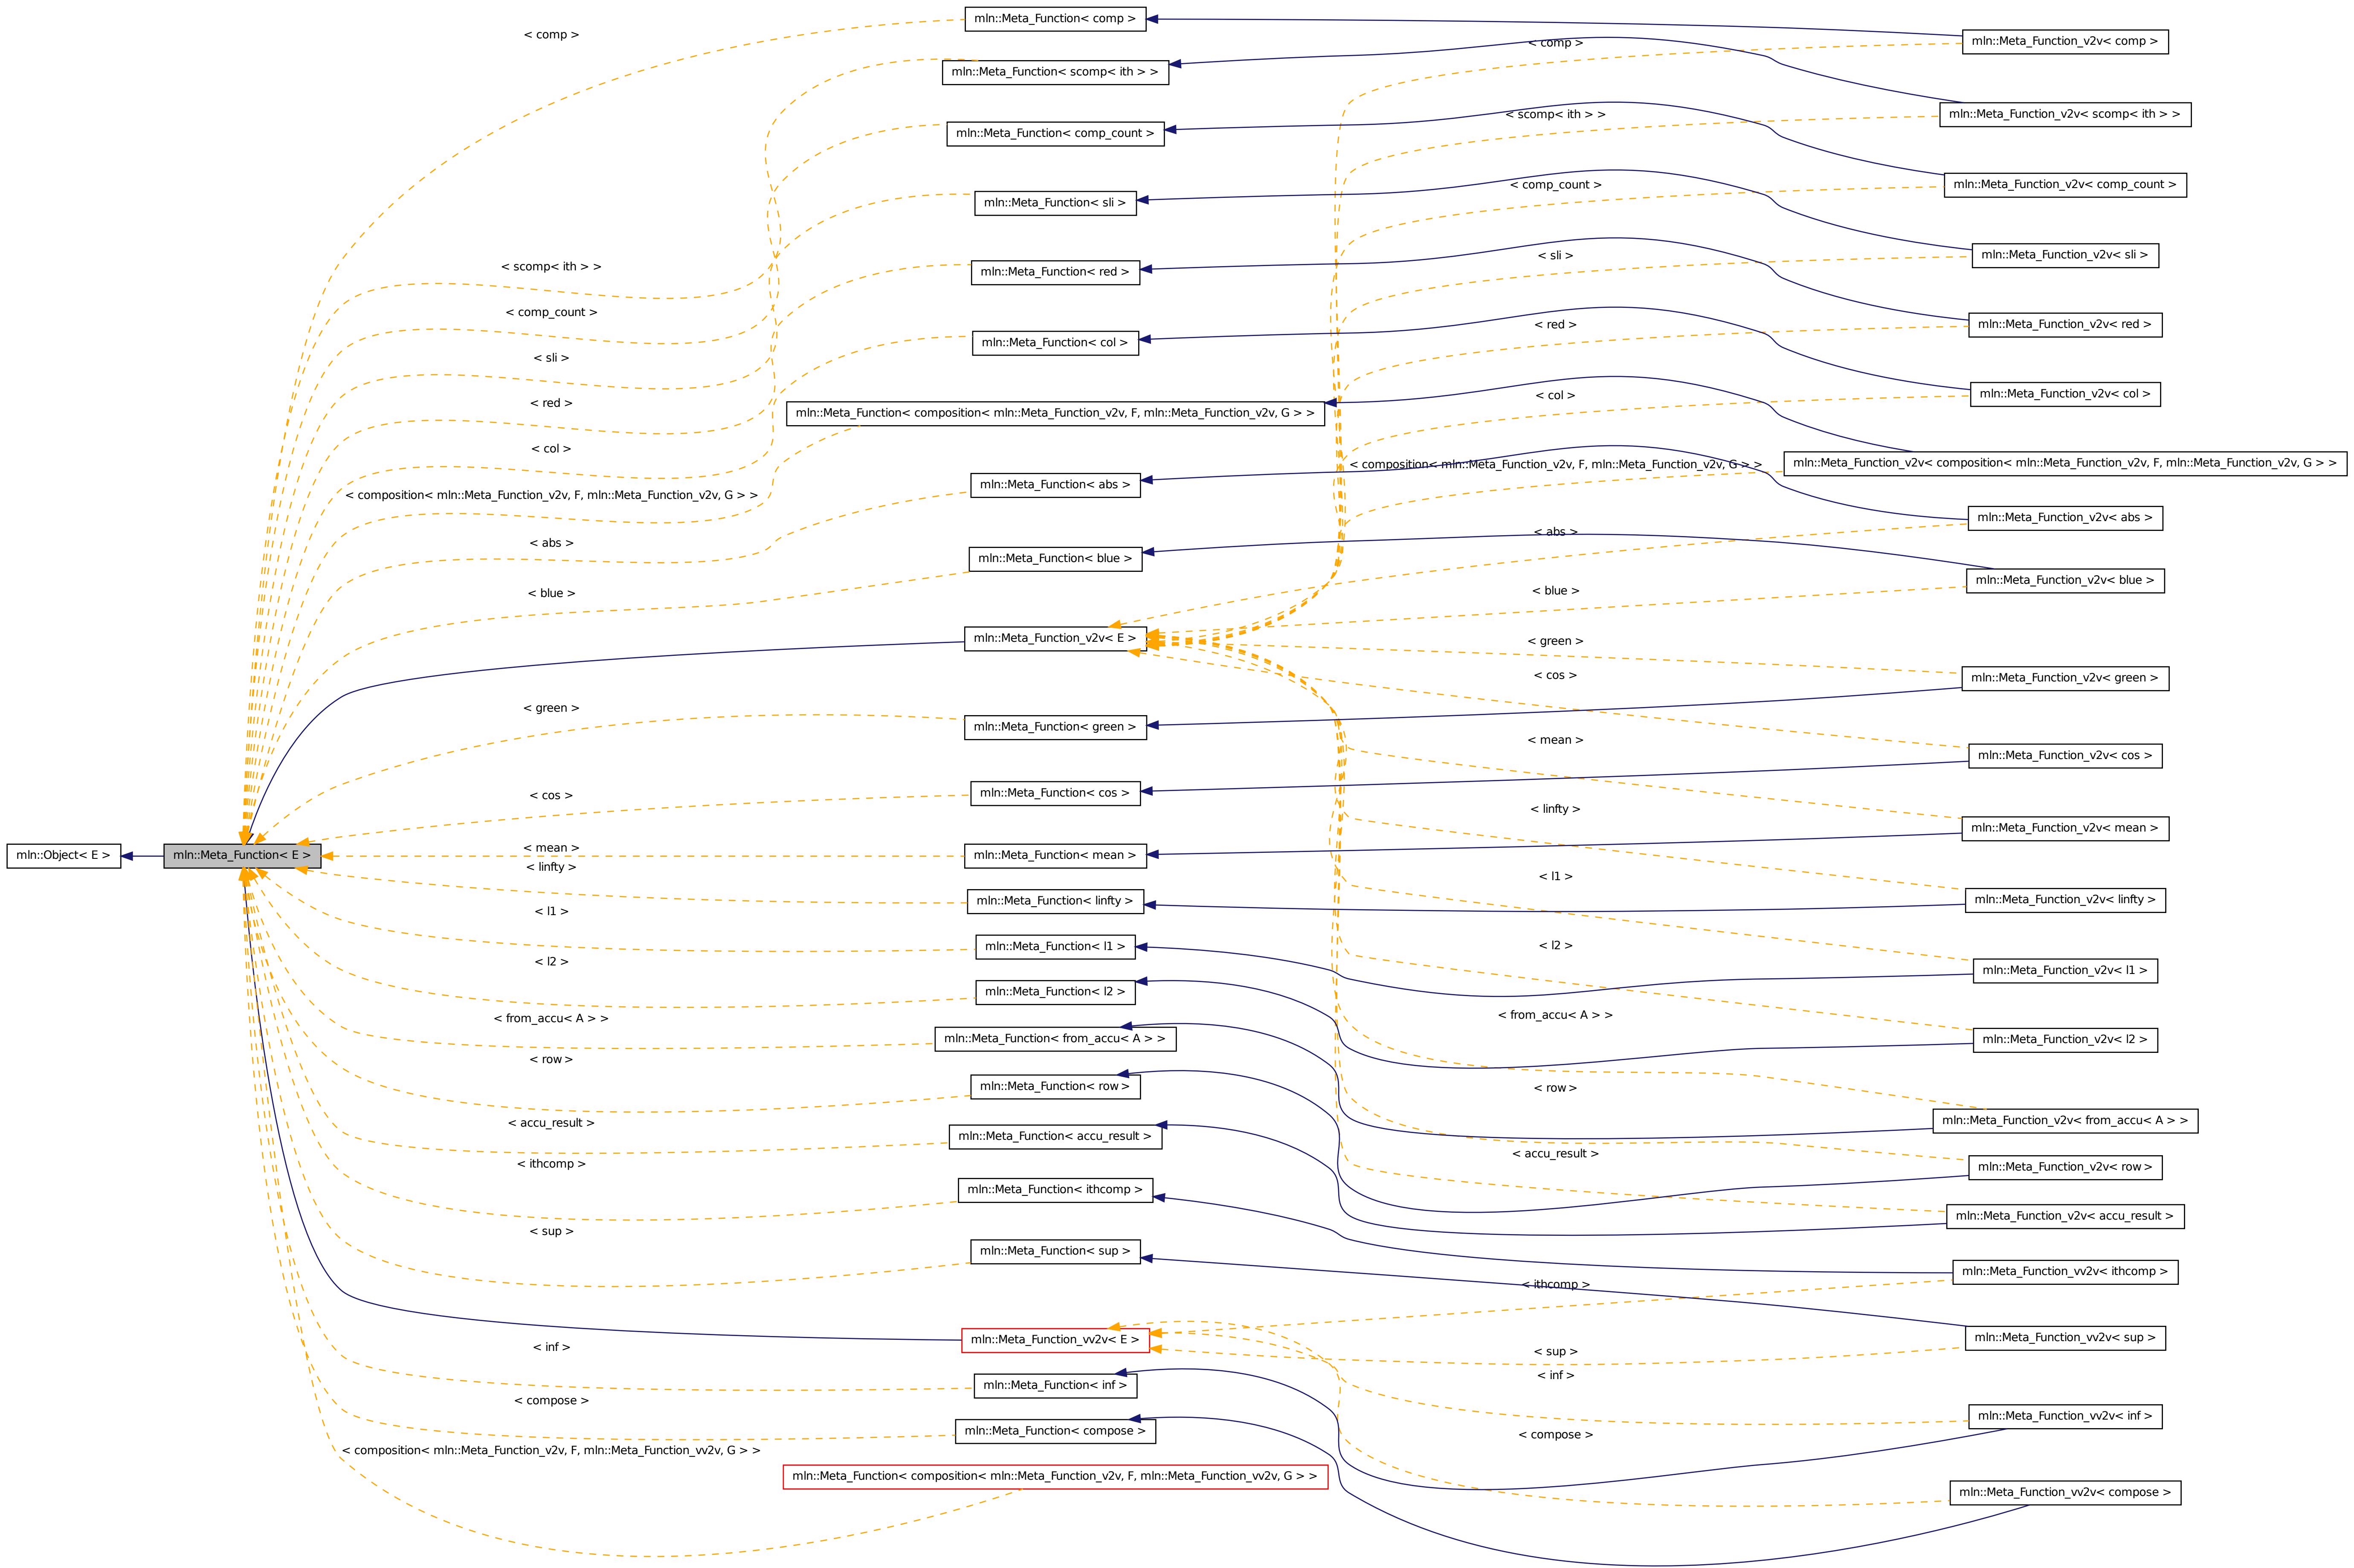 mln::Object< E >
mln::Meta_Function< E >
< comp >
< scomp< ith > >
< comp_count >
< sli >
< red >
< col >
< composition< mln::Meta_Function_v2v, F, mln::Meta_Function_v2v, G > >
< abs >
< blue >
< green >
< cos >
< mean >
< linfty >
< l1 >
< l2 >
< from_accu< A > >
< row >
< accu_result >
< ithcomp >
< sup >
< inf >
< compose >
< composition< mln::Meta_Function_v2v, F, mln::Meta_Function_vv2v, G > >
mln::Meta_Function< comp >
mln::Meta_Function< scomp< ith > >
mln::Meta_Function< comp_count >
mln::Meta_Function< sli >
mln::Meta_Function< red >
mln::Meta_Function< col >
mln::Meta_Function< composition< mln::Meta_Function_v2v, F, mln::Meta_Function_v2v, G > >
mln::Meta_Function< abs >
mln::Meta_Function< blue >
mln::Meta_Function_v2v< E >
mln::Meta_Function< green >
mln::Meta_Function< cos >
mln::Meta_Function< mean >
mln::Meta_Function< linfty >
mln::Meta_Function< l1 >
mln::Meta_Function< l2 >
mln::Meta_Function< from_accu< A > >
mln::Meta_Function< row >
mln::Meta_Function< accu_result >
mln::Meta_Function< ithcomp >
mln::Meta_Function< sup >
mln::Meta_Function_vv2v< E >
mln::Meta_Function< inf >
mln::Meta_Function< compose >
mln::Meta_Function< composition< mln::Meta_Function_v2v, F, mln::Meta_Function_vv2v, G > >
< comp >
< scomp< ith > >
< comp_count >
< sli >
< red >
< col >
< composition< mln::Meta_Function_v2v, F, mln::Meta_Function_v2v, G > >
< abs >
< blue >
< green >
< cos >
< mean >
< linfty >
< l1 >
< l2 >
< from_accu< A > >
< row >
< accu_result >
< ithcomp >
< sup >
< inf >
< compose >
mln::Meta_Function_v2v< comp >
mln::Meta_Function_v2v< scomp< ith > >
mln::Meta_Function_v2v< comp_count >
mln::Meta_Function_v2v< sli >
mln::Meta_Function_v2v< red >
mln::Meta_Function_v2v< col >
mln::Meta_Function_v2v< composition< mln::Meta_Function_v2v, F, mln::Meta_Function_v2v, G > >
mln::Meta_Function_v2v< abs >
mln::Meta_Function_v2v< blue >
mln::Meta_Function_v2v< green >
mln::Meta_Function_v2v< cos >
mln::Meta_Function_v2v< mean >
mln::Meta_Function_v2v< linfty >
mln::Meta_Function_v2v< l1 >
mln::Meta_Function_v2v< l2 >
mln::Meta_Function_v2v< from_accu< A > >
mln::Meta_Function_v2v< row >
mln::Meta_Function_v2v< accu_result >
mln::Meta_Function_vv2v< ithcomp >
mln::Meta_Function_vv2v< sup >
mln::Meta_Function_vv2v< inf >
mln::Meta_Function_vv2v< compose >